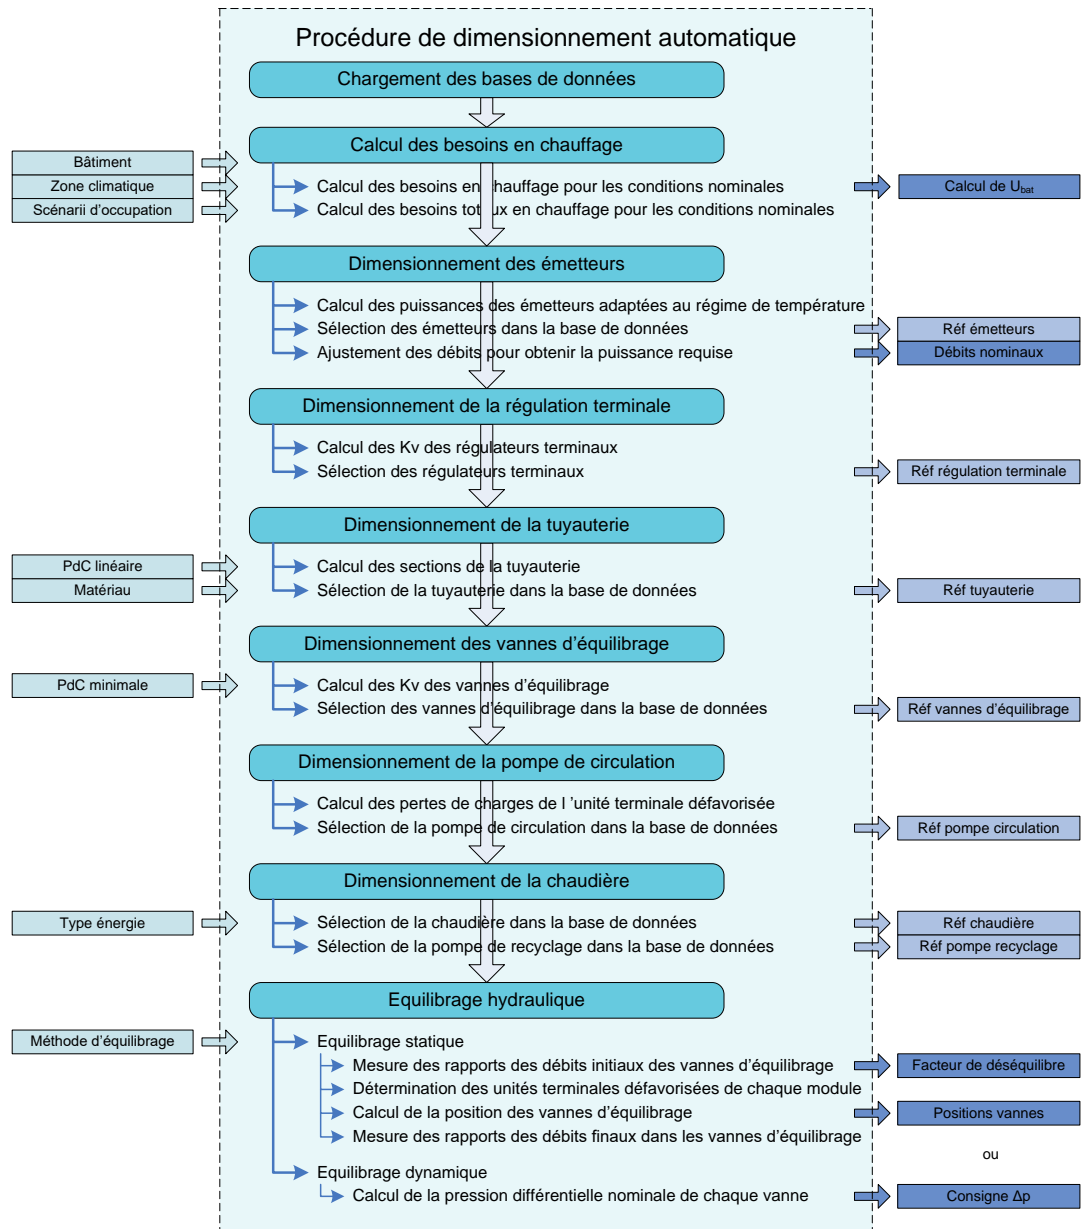 Procédure de dimensionnement automatique
Chargement des bases de données
Calcul des besoins en chauffage
Bâtiment
Zone climatique
Scénarii d'occupation
Calcul des besoins en chauffage pour les conditions nominales
Calcul de Ubat
Calcul des besoins totaux en chauffage pour les conditions nominales
Dimensionnement des émetteurs
Calcul des puissances des émetteurs adaptées au régime de température
Sélection des émetteurs dans la base de données
Réf émetteurs
Ajustement des débits pour obtenir la puissance requise
Débits nominaux
Dimensionnement de la régulation terminale
Calcul des Kv des régulateurs terminaux
Sélection des régulateurs terminaux
Réf régulation terminale
Dimensionnement de la tuyauterie
PdC linéaire
Calcul des sections de la tuyauterie
Matériau
Sélection de la tuyauterie dans la base de données
Réf tuyauterie
Dimensionnement des vannes d'équilibrage
PdC minimale
Calcul des Kv des vannes d'équilibrage
Sélection des vannes d'équilibrage dans la base de données
Réf vannes d'équilibrage
Dimensionnement de la pompe de circulation
Calcul des pertes de charges de l 'unité terminale défavorisée
Sélection de la pompe de circulation dans la base de données
Réf pompe circulation
Dimensionnement de la chaudière
Type énergie
Sélection de la chaudière dans la base de données
Réf chaudière
Sélection de la pompe de recyclage dans la base de données
Réf pompe recyclage
Equilibrage hydraulique
Méthode d'équilibrage
Equilibrage statique
Mesure des rapports des débits initiaux des vannes d'équilibrage
Facteur de déséquilibre
Détermination des unités terminales défavorisées de chaque module
Calcul de la position des vannes d'équilibrage
Positions vannes
Mesure des rapports des débits finaux dans les vannes d'équilibrage
ou
Equilibrage dynamique
Calcul de la pression différentielle nominale de chaque vanne
Consigne Δp